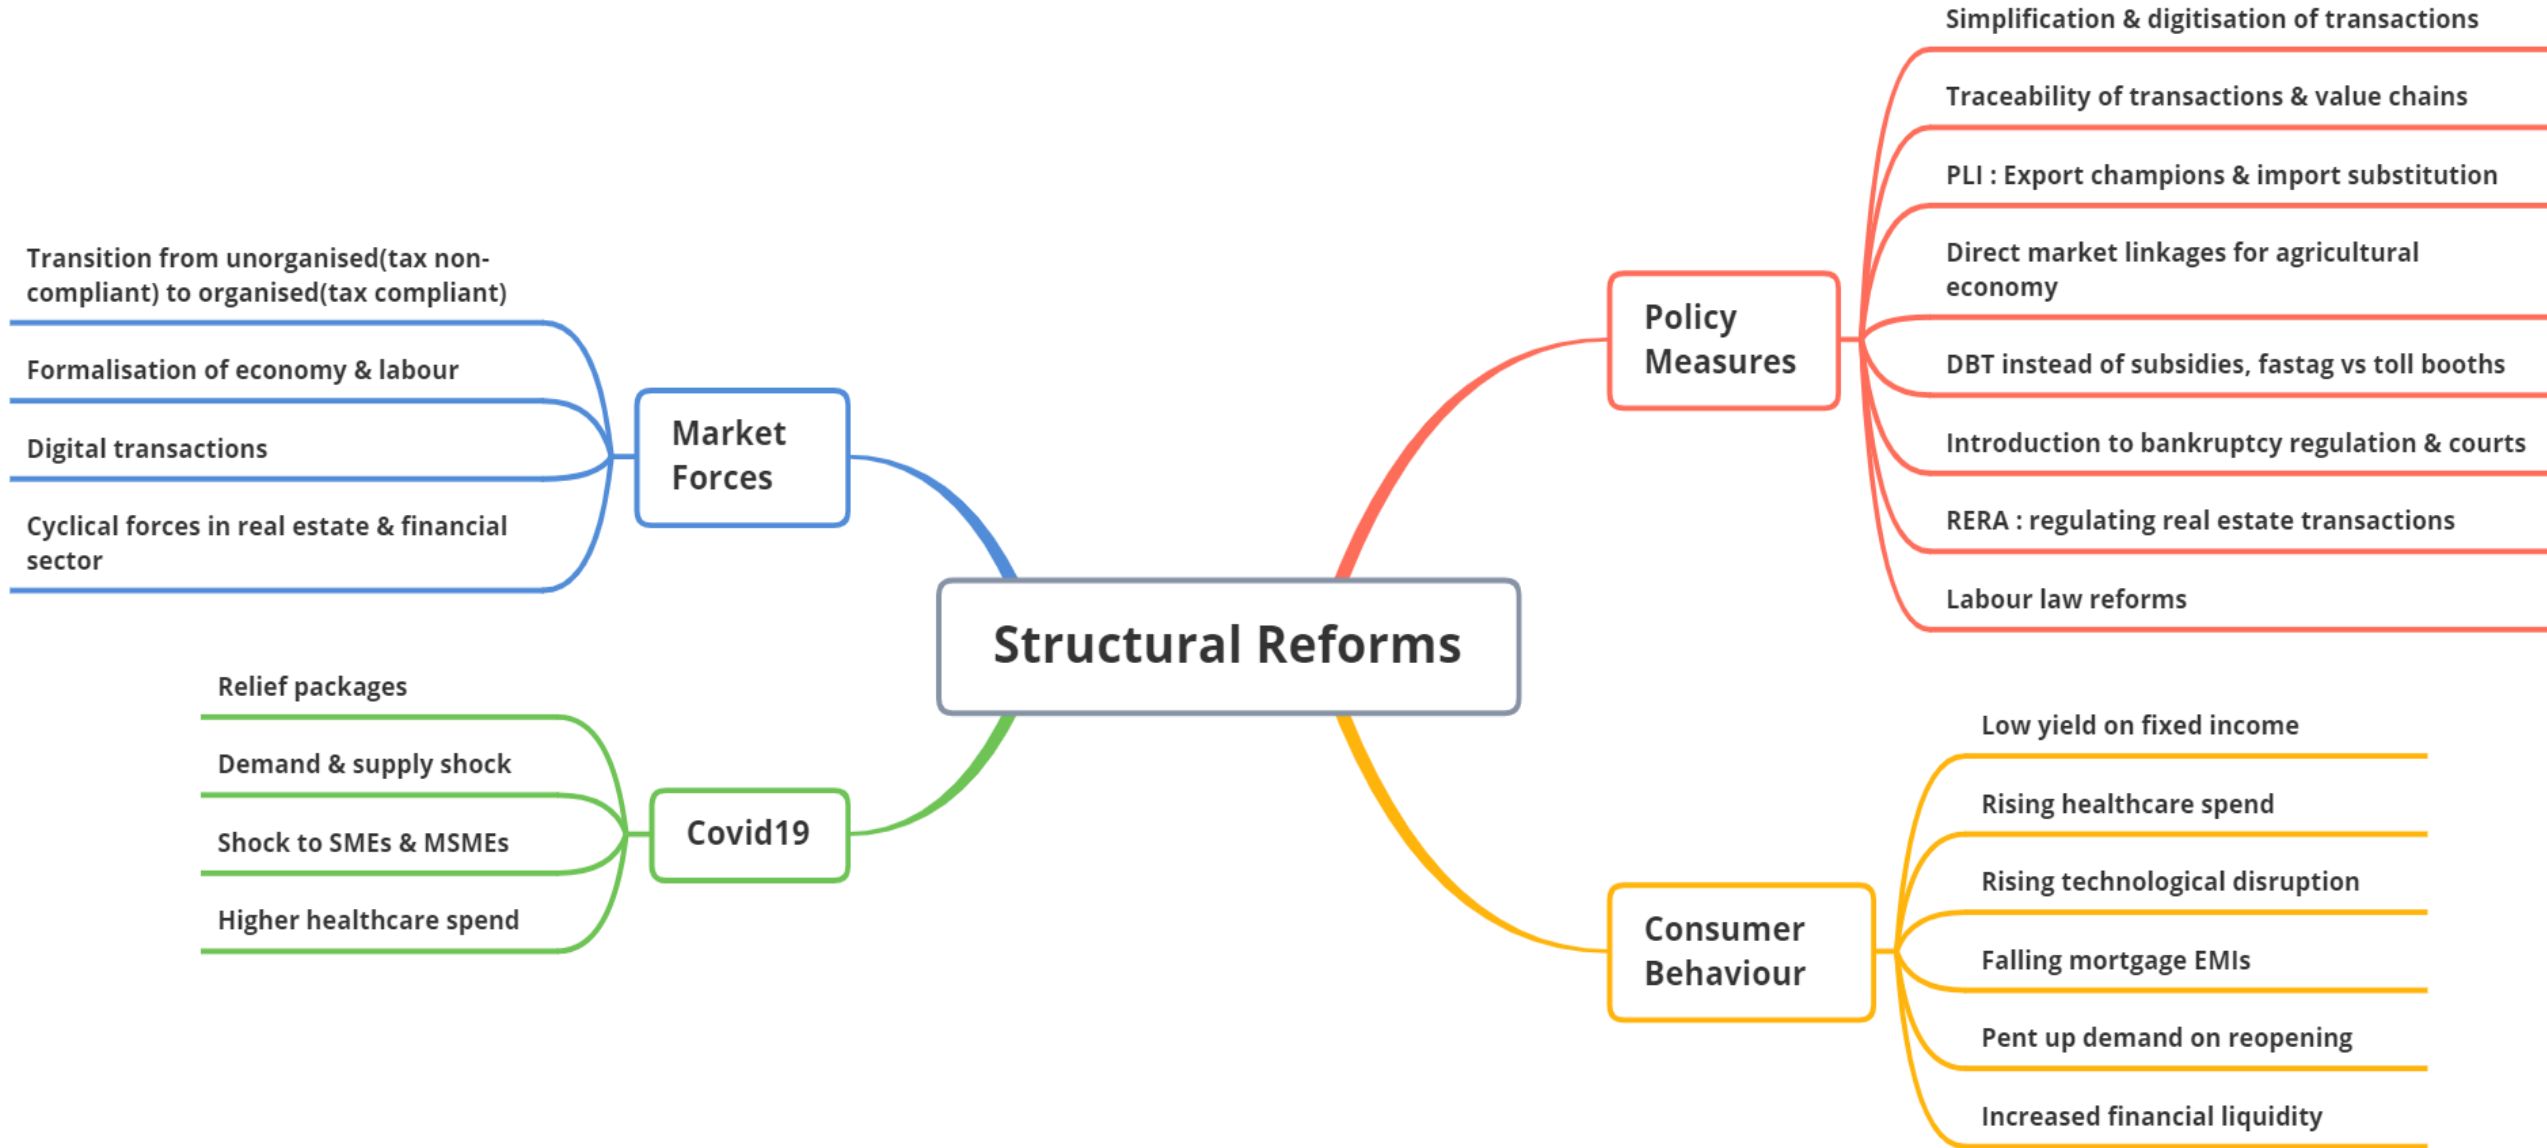 Structural Reforms
Policy
Measures
Simplification & digitisation of transactions
Traceability of transactions & value chains
PLI : Export champions & import substitution
Direct market linkages for agricultural
economy
DBT instead of subsidies, fastag vs toll booths
Introduction to bankruptcy regulation & courts
RERA : regulating real estate transactions
Labour law reforms
Consumer
Behaviour
Low yield on fixed income
Rising healthcare spend
Rising technological disruption
Falling mortgage EMIs
Pent up demand on reopening
Increased financial liquidity
Market
Forces
Transition from unorganised(tax non-
compliant) to organised(tax compliant)
Formalisation of economy & labour
Digital transactions
Cyclical forces in real estate & financial
sector
Covid19
Relief packages
Demand & supply shock
Shock to SMEs & MSMEs
Higher healthcare spend